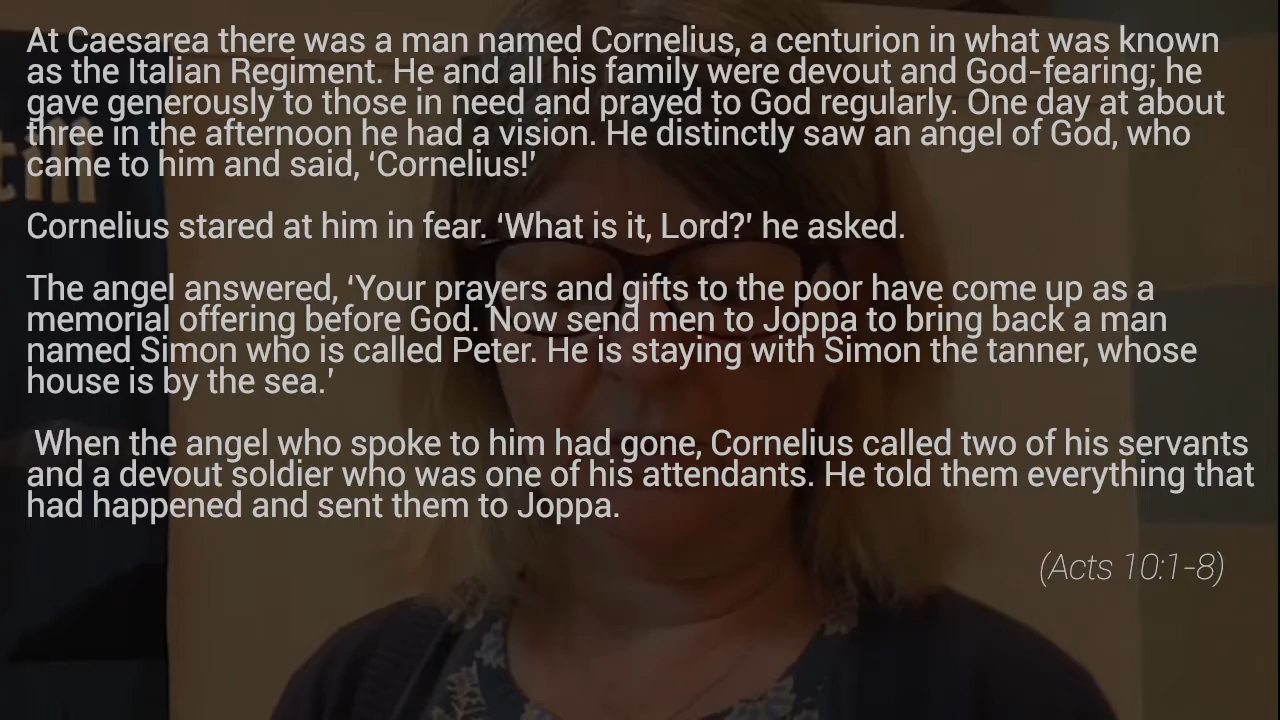 At Caesarea there was a man named Cornelius, a centurion in what was known
as the Italian Regiment. He and all his family were devout and God-fearing; he
gave generously to those in need and prayed to God regularly. One day at about
three in the afternoon he had a vision. He distinctly saw an angel of God, who
came to him and said, ‘Cornelius!’
Cornelius stared at him in fear. ‘What is it, Lord?’ he asked.
The angel answered, ‘Your prayers and gifts to the poor have come up as a
memorial offering before God. Now send men to Joppa to bring back a man
named Simon who is called Peter. He is staying with Simon the tanner, whose
house is by the sea.’
When the angel who spoke to him had gone, Cornelius called two of his servants
and a devout soldier who was one of his attendants. He told them everything that
had happened and sent them to Joppa.
(Acts 10:1-8)